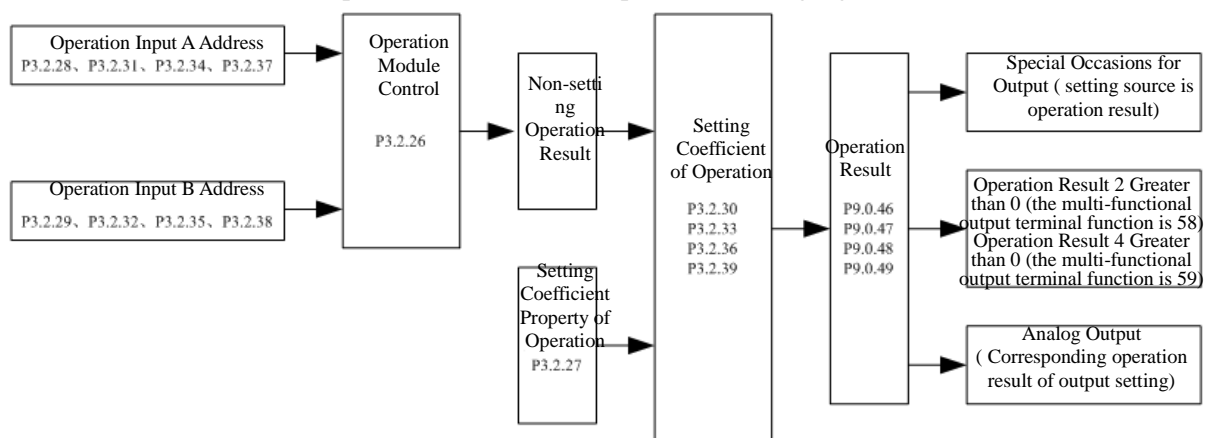 Operation Input A Address
P3.2.28、P3.2.31、P3.2.34、P3.2.37
Operation Input B Address
P3.2.29、P3.2.32、P3.2.35、P3.2.38
Operation
Module
Control
P3.2.26
Non-setti
ng
Operation
Result
Setting
Coefficient
Property of
Operation
P3.2.27
Setting
Coefficient
of Operation
P3.2.30
P3.2.33
P3.2.36
P3.2.39
Operation
Result
P9.0.46
P9.0.47
P9.0.48
P9.0.49
Special Occasions for
Output ( setting source is
operation result)
Operation Result 2 Greater
than 0 (the multi-functional
output terminal function is 58)
Operation Result 4 Greater
than 0 (the multi-functional
output terminal function is 59)
Analog Output
( Corresponding operation
result of output setting)